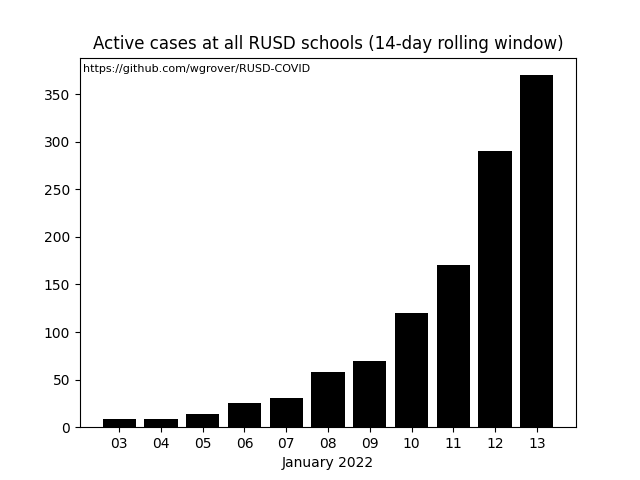 Active cases at all RUSD schools (14-day rolling window)
https://github.com/wgrover/RUSD-COVID
350
300
250
200
150
100
50
0
03 04 05 06 07 08 09 10 11 12 13
January 2022